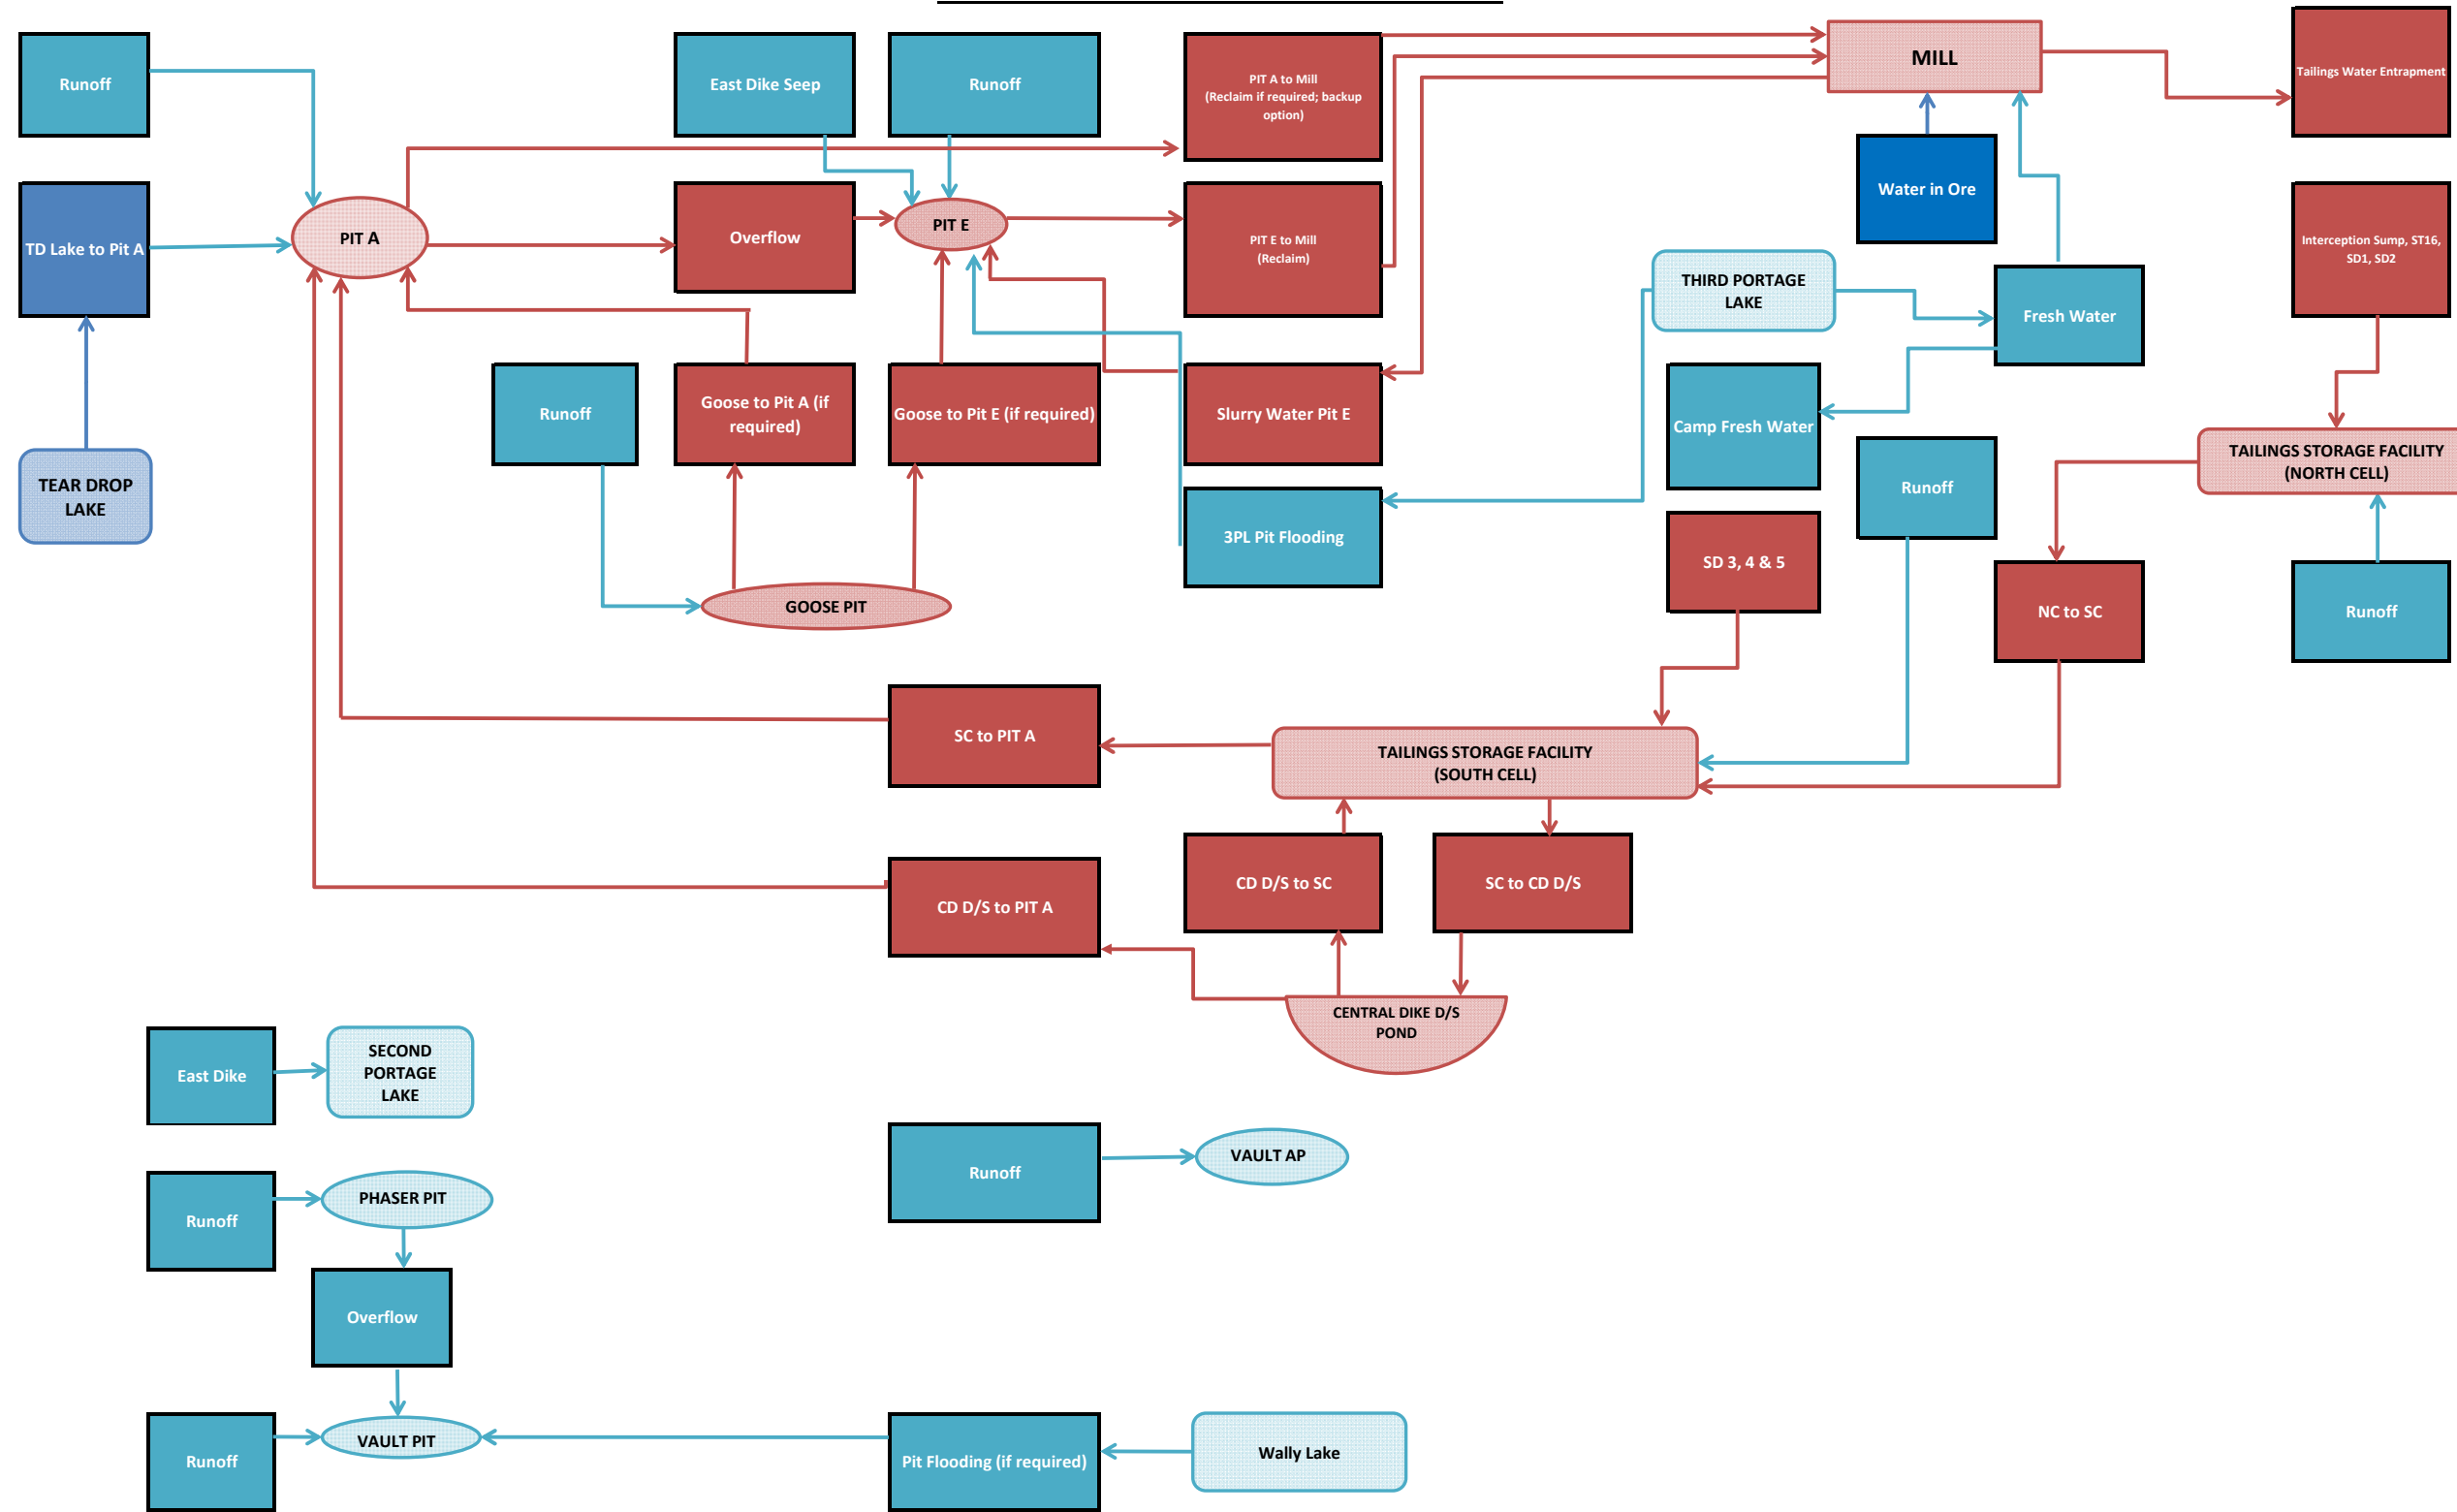 Runoff
East Dike Seep
Runoff
PIT A to Mill
(Reclaim if required; backup
option)
MILL
Tailings Water Entrapment
TD Lake to Pit A
PIT A
Overflow
PIT E
PIT E to Mill
(Reclaim)
Water in Ore
Interception Sump, ST16,
SD1, SD2
THIRD PORTAGE
LAKE
Fresh Water
Runoff
Goose to Pit A (if
required)
Goose to Pit E (if required)
Slurry Water Pit E
Camp Fresh Water
TEAR DROP
LAKE
Runoff
TAILINGS STORAGE FACILITY
(NORTH CELL)
3PL Pit Flooding
SD 3, 4 & 5
GOOSE PIT
NC to SC
Runoff
SC to PIT A
TAILINGS STORAGE FACILITY
(SOUTH CELL)
CD D/S to PIT A
CD D/S to SC
SC to CD D/S
CENTRAL DIKE D/S
POND
East Dike
SECOND
PORTAGE
LAKE
Runoff
VAULT AP
Runoff
PHASER PIT
Overflow
Runoff
VAULT PIT
Pit Flooding (if required)
Wally Lake